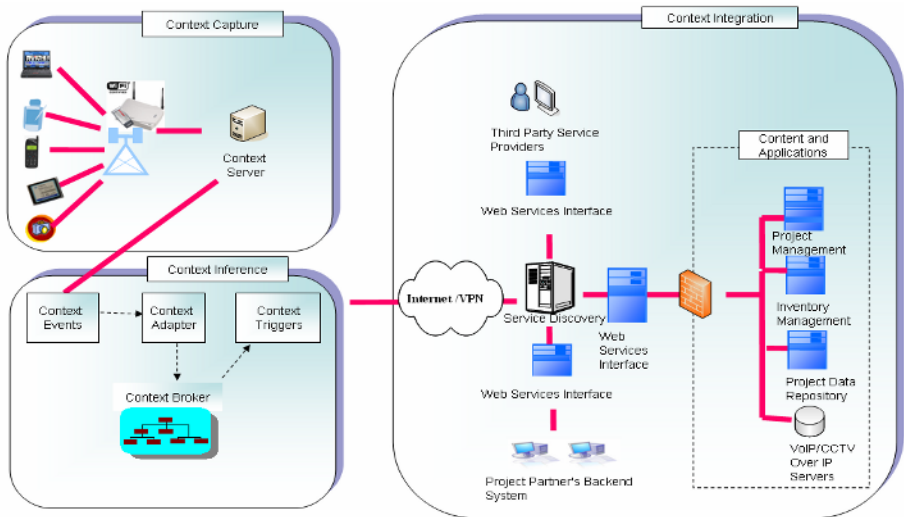 Context Capture
Wi Fi
Context
Server
Context Inference
Context
Events
Context
Adapter
Context
Triggers
Context Broker
Context Integration
Third Party Service
Providers
Web Services Interface
Internet /VPN
Service Discovery
Web
Services
Interface
Web Services Interface
Project Partner's Backend
System
Content and
Applications
Project
Management
Inventory
Management
Project Data
Repository
VoIP/CCTV
Over IP
Servers